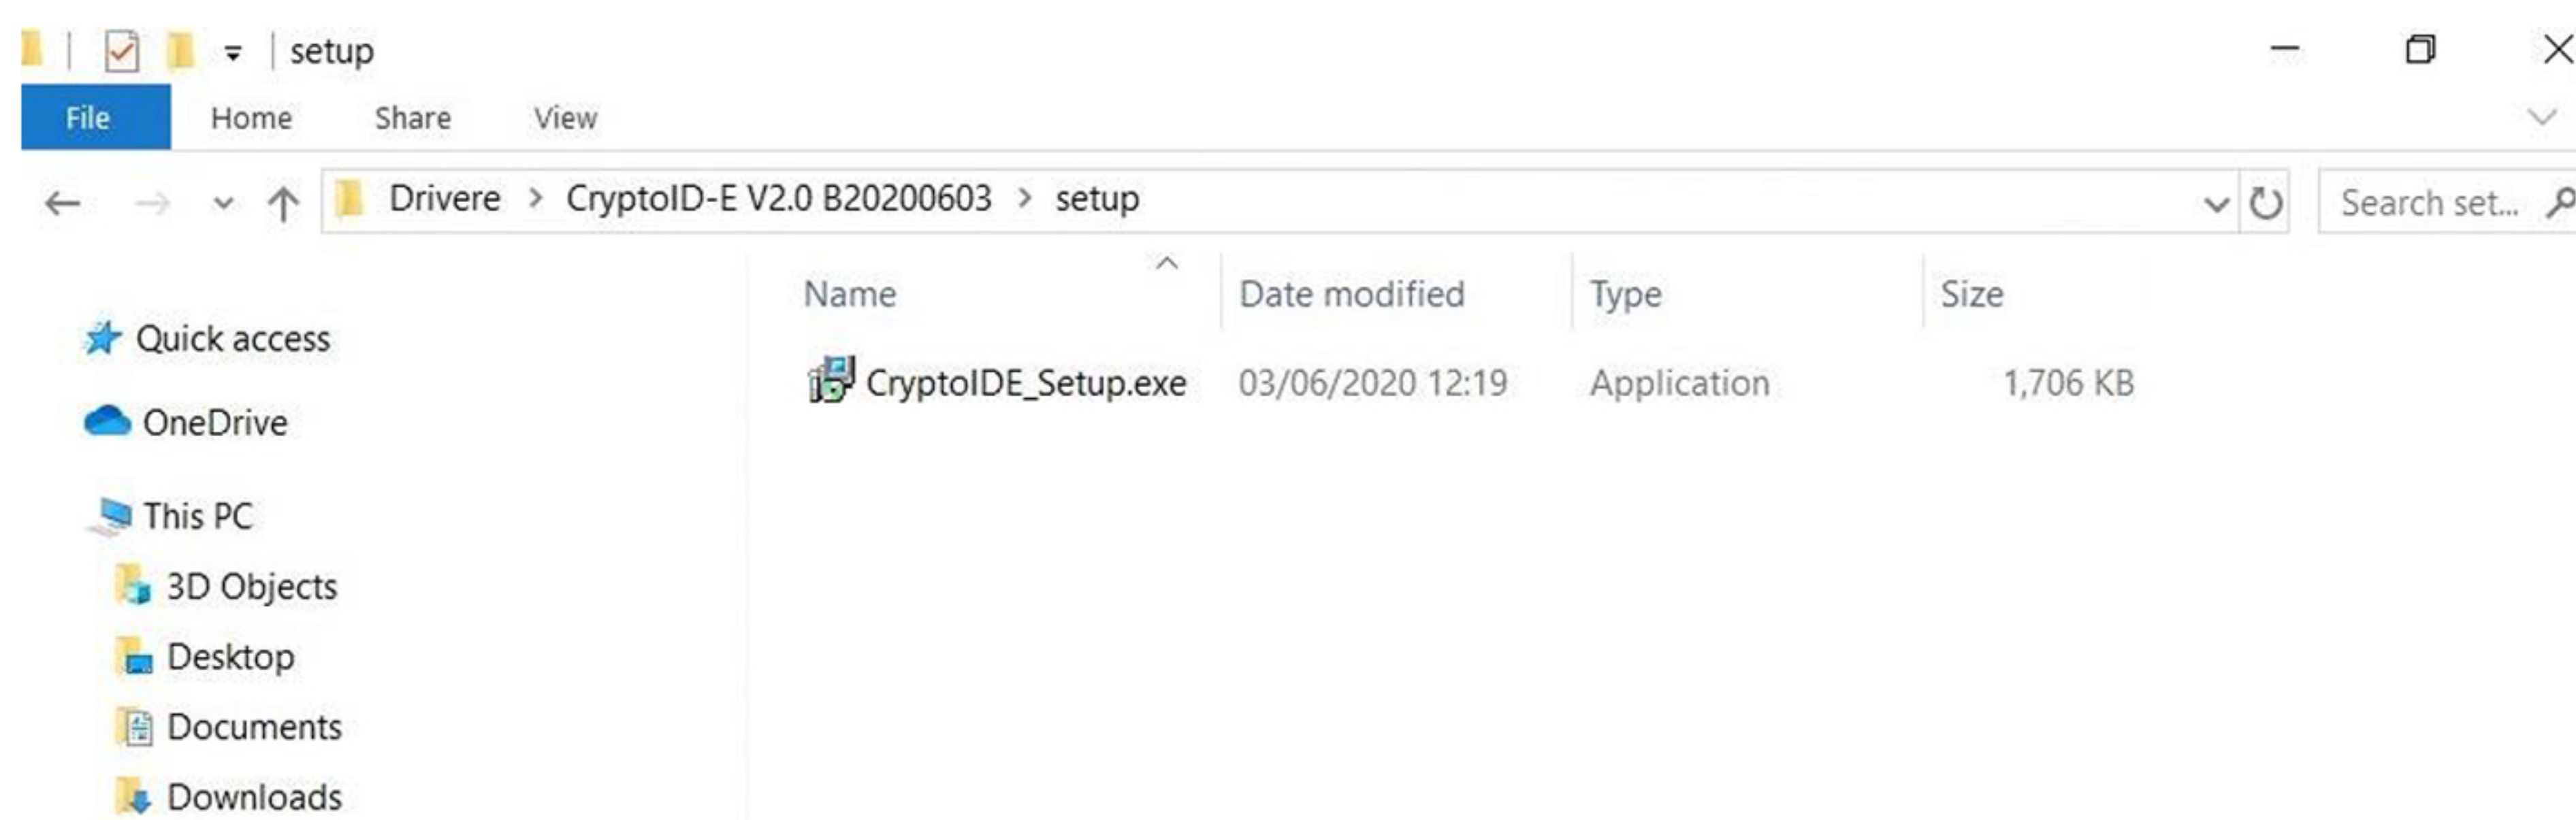 setup
File Home Share View
Drivere > CryptoID-E V2.0 B20200603 > setup Search set...
Name Date modified Type Size
CryptoIDE_Setup.exe 03/06/2020 12:19 Application 1,706 KB
Quick access
OneDrive
This PC
3D Objects
Desktop
Documents
Downloads